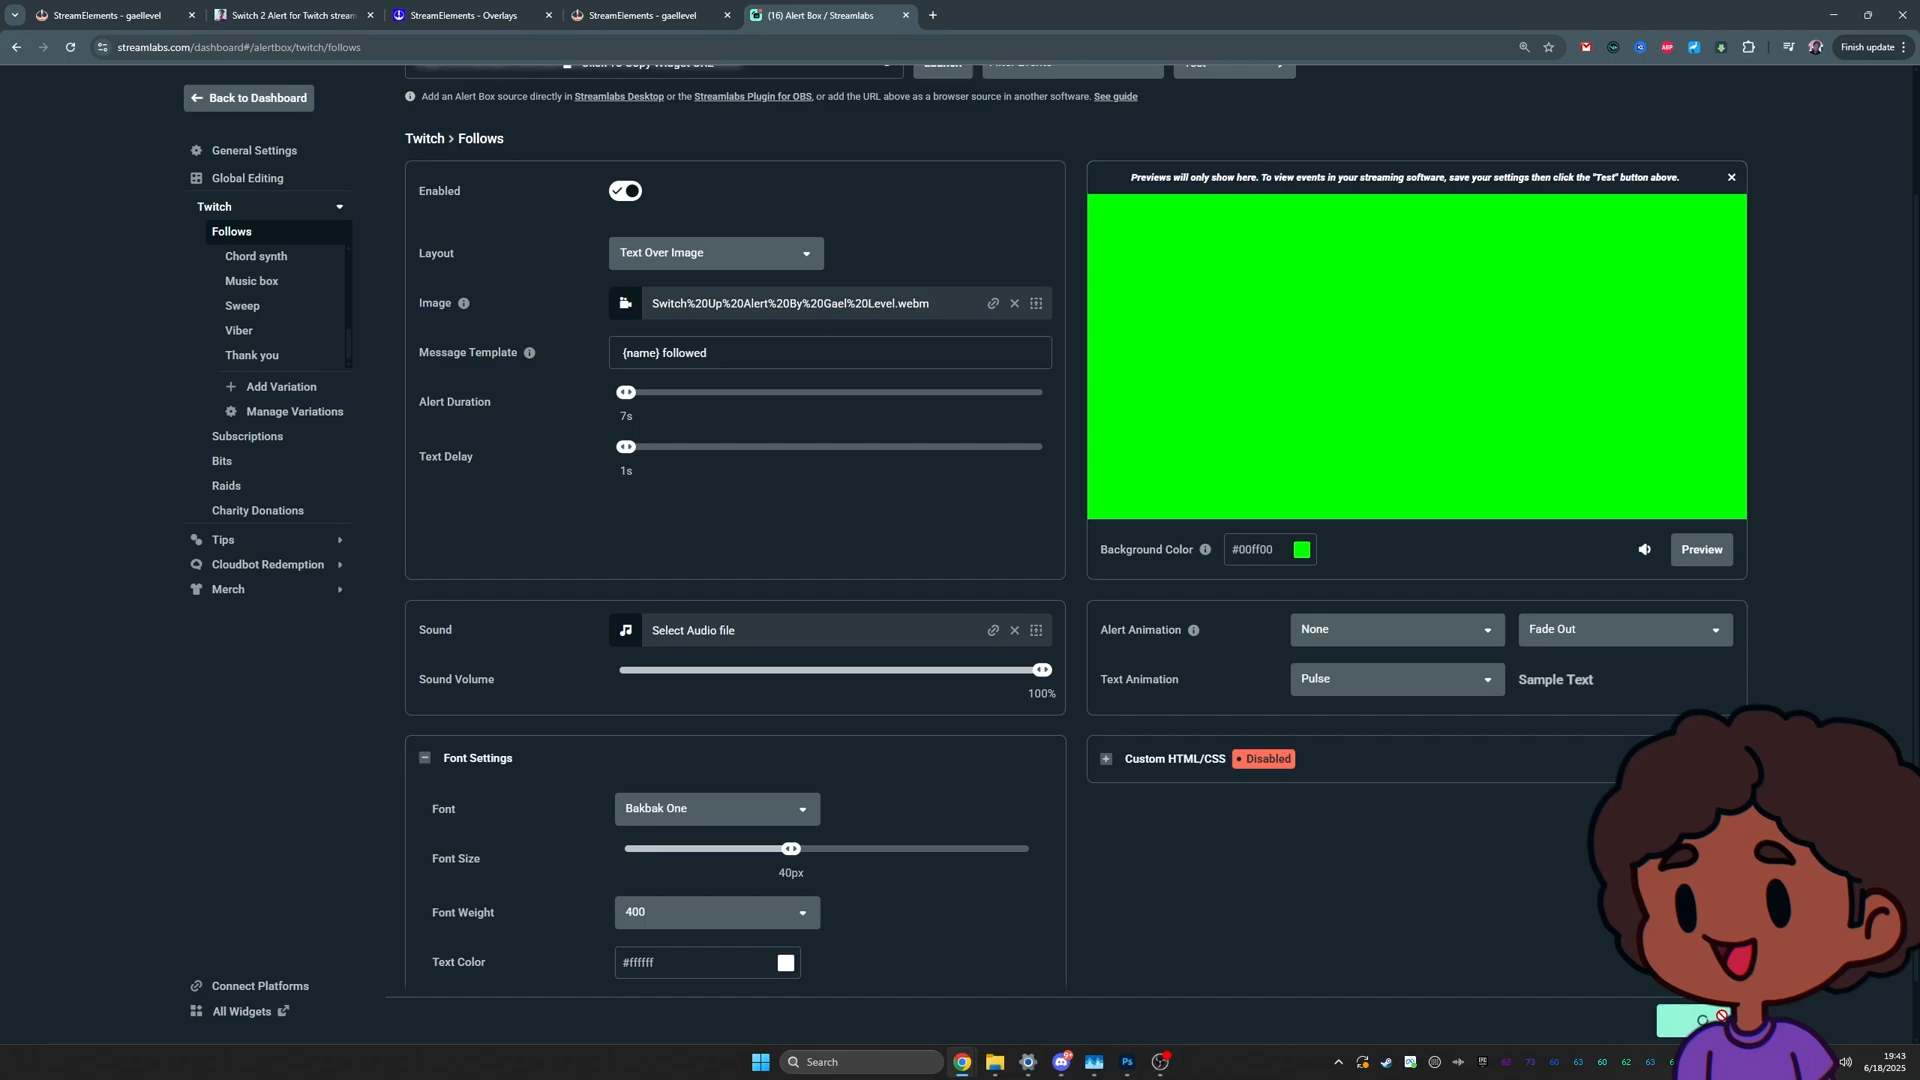 StreamElements - gaellevel
Switch 2 Alert for Twitch stream
StreamElements - Overlays
StreamElements - gaellevel
(16) Alert Box / Streamlabs
streamlabs.com/dashboard#/alertbox/twitch/follows
Finish update
Back to Dashboard
Add an Alert Box source directly in Streamlabs Desktop or the Streamlabs Plugin for OBS, or add the URL above as a browser source in another software. See guide
General Settings
Global Editing
Twitch
Follows
Chord synth
Music box
Sweep
Viber
Thank you
Add Variation
Manage Variations
Subscriptions
Bits
Raids
Charity Donations
Tips
Cloudbot Redemption
Merch
Connect Platforms
All Widgets
Twitch > Follows
Enabled
Layout
Text Over Image
Image
Switch%20Up%20Alert%20By%20Gael%20Level.webm
Message Template
{name} followed
Alert Duration
7s
Text Delay
1s
Previews will only show here. To view events in your streaming software, save your settings then click the "Test" button above.
Background Color
#00ff00
Preview
Sound
Select Audio file
Sound Volume
100%
Alert Animation
None
Fade Out
Text Animation
Pulse
Sample Text
Font Settings
Font
Bakbak One
Font Size
40px
Font Weight
400
Text Color
#ffffff
Custom HTML/CSS
• Disabled
Search
19:43
6/18/2025